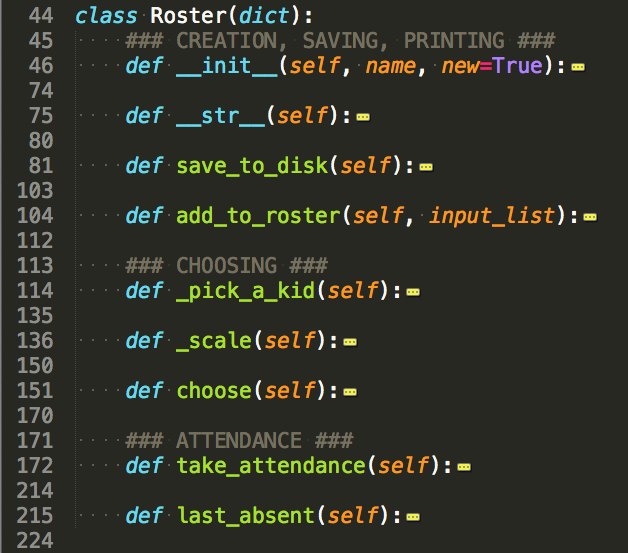 44 class Roster(dict):
45 ### CREATION, SAVING, PRINTING ###
46 def __init__(self, name, new=True):
74
75 def __str__(self):
80
81 def save_to_disk(self):
103
104 def add_to_roster(self, input_list):
112
113 ### CHOOSING ###
114 def _pick_a_kid(self):
135
136 def _scale(self):
150
151 def choose(self):
170
171 ### ATTENDANCE ###
172 def take_attendance(self):
214
215 def last_absent(self):
224